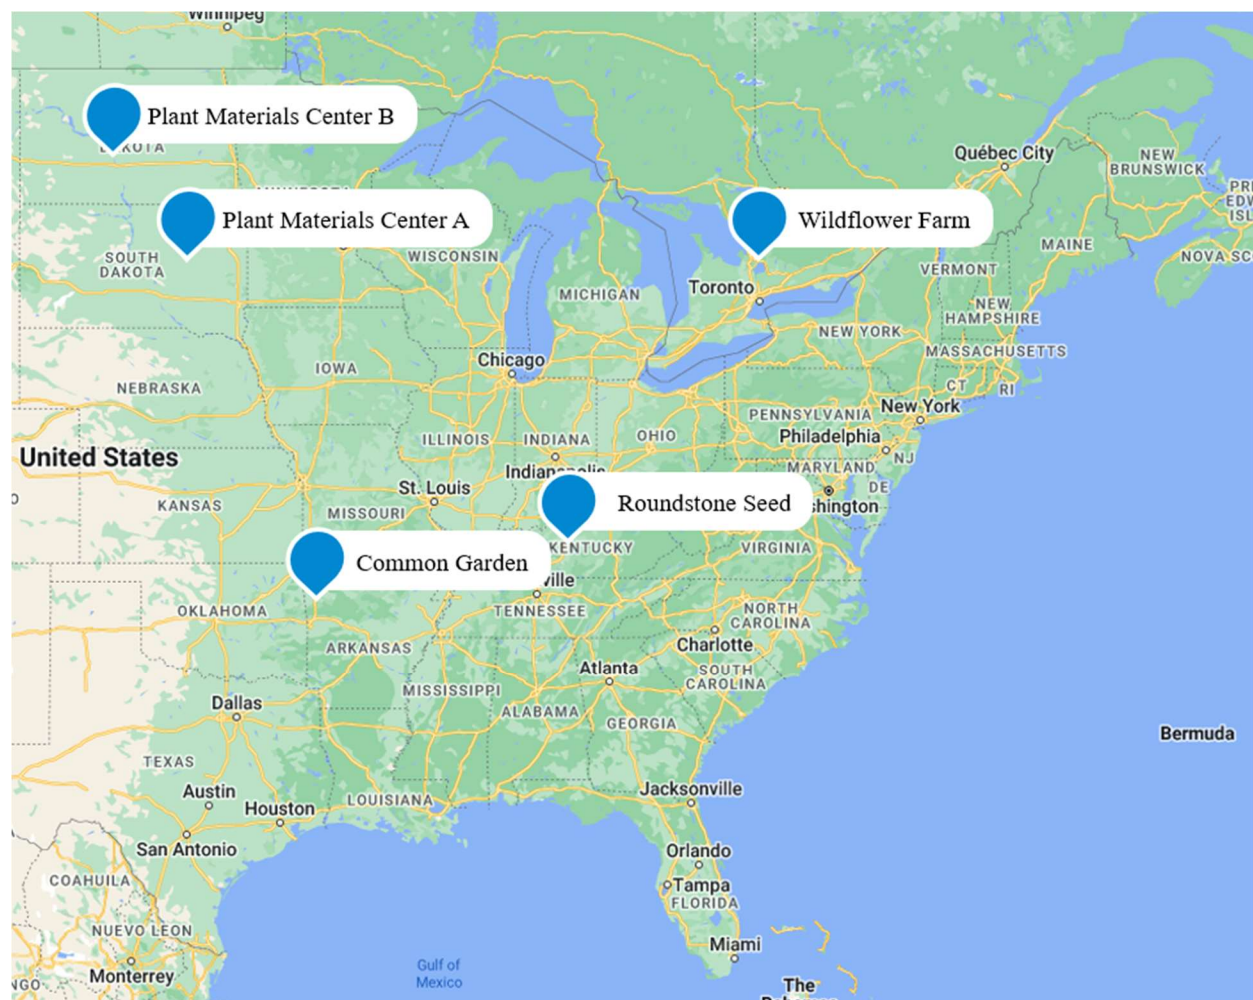 Winnipeg
Plant Materials Center B
Québec City
NEW
BRUNSWICK
Plant Materials Center A
Wildflower Farm
SOUTH
DAKOTA
WISCONSIN
MAINE
VERMONT
Toronto
MICHIGAN
NEW
HAMPSHIRE
NEW YORK
MASSACHUSETTS
Chicago
IOWA
NEBRASKA
CT
RI
New York
PENNSYLVANIA
ILLINOIS
INDIANA
OHIO
Philadelphia
United States
NJ
MARYLAND
Indianapolis
St. Louis
DE
KANSAS
MISSOURI
Roundstone Seed
KENTUCKY
VIRGINIA
Common Garden
OKLAHOMA
TENNESSEE
NORTH
CAROLINA
ARKANSAS
Charlotte
Atlanta
SOUTH
CAROLINA
MISSISSIPPI
Dallas
ALABAMA
GEORGIA
Bermuda
TEXAS
Austin
Houston
LOUISIANA
Jacksonville
San Antonio
Orlando
COAHUILA
Tampa
FLORIDA
NUEVO LEON
Miami
Monterrey
Gulf of
Mexico
The